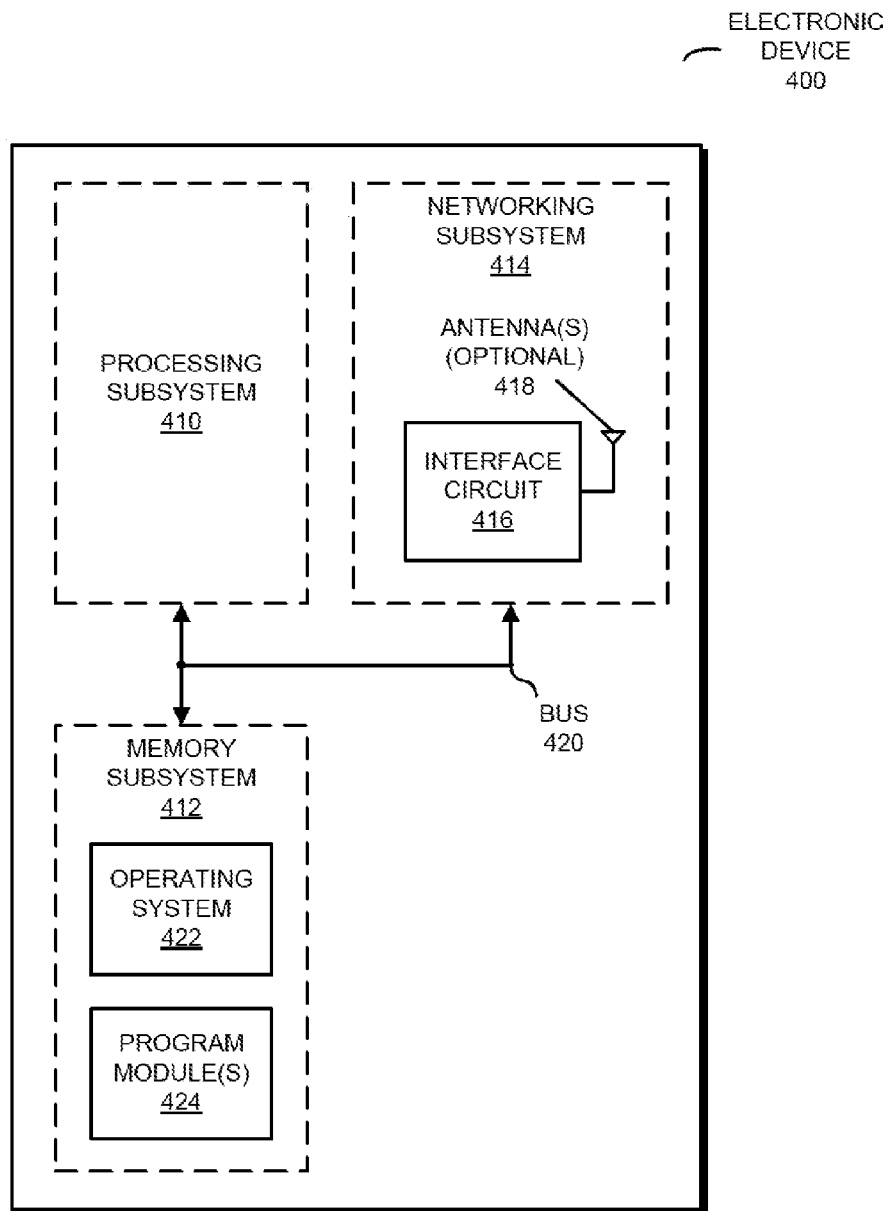 ELECTRONIC
DEVICE
400
PROCESSING
SUBSYSTEM
410
NETWORKING
SUBSYSTEM
414
ANTENNA(S)
(OPTIONAL)
418
INTERFACE
CIRCUIT
416
BUS
420
MEMORY
SUBSYSTEM
412
OPERATING
SYSTEM
422
PROGRAM
MODULE(S)
424